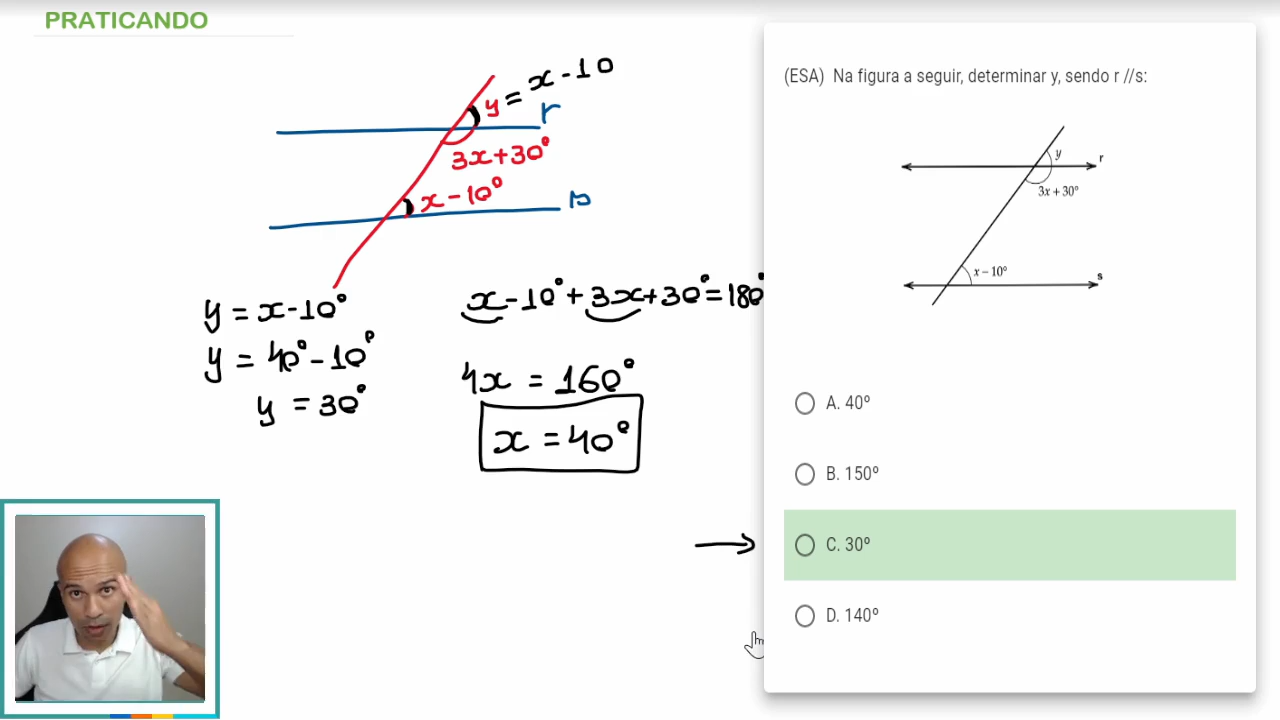 PRATICANDO
y = x - 10
r
3x + 30°
x - 10°
s
y = x - 10°
y = 40° - 10°
y = 30°
x - 10° + 3x + 30° = 180°
4x = 160°
x = 40°
(ESA) Na figura a seguir, determinar y, sendo r //s:
y
r
3x + 30°
x – 10°
s
A. 40º
B. 150º
C. 30º
D. 140º